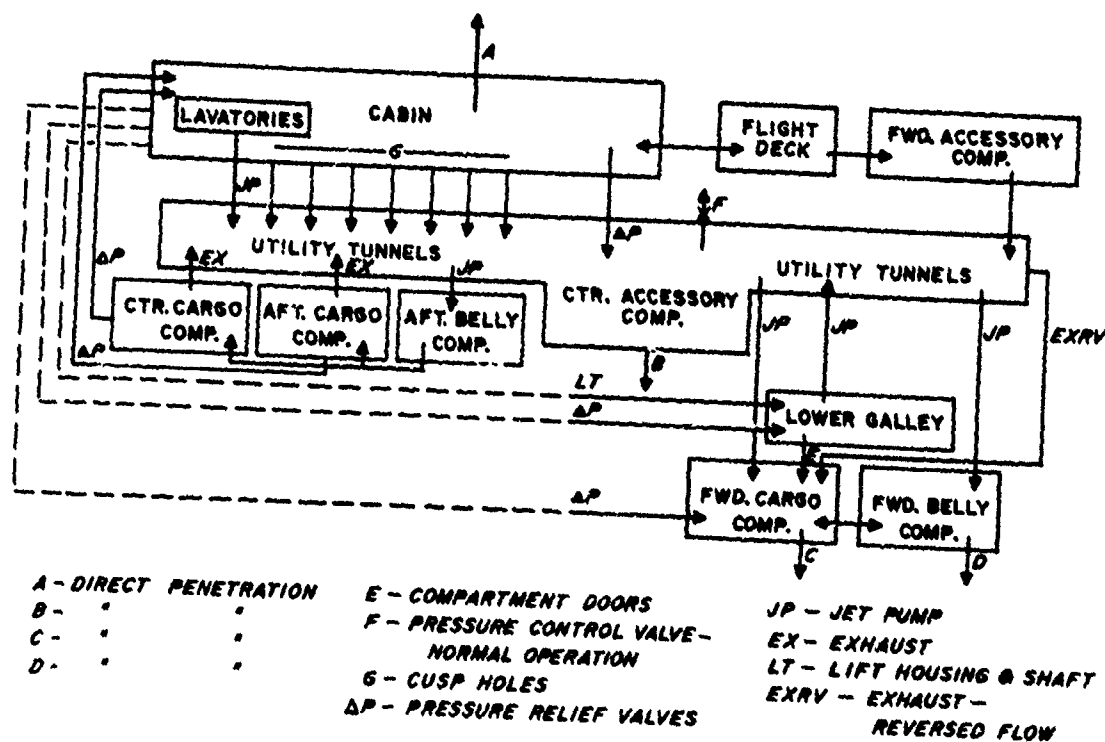 A
LAVATORIES
CABIN
FLIGHT
DECK
FWD. ACCESSORY
COMP.
G
JP
F
ΔP
UTILITY TUNNELS
UTILITY TUNNELS
EX
EX
JP
ΔP
CTR. CARGO
COMP.
AFT. CARGO
COMP.
AFT. BELLY
COMP.
CTR. ACCESSORY
COMP.
JP
JP
JP
EXRV
ΔP
B
LT
ΔP
LOWER GALLEY
E
ΔP
FWD. CARGO
COMP.
FWD. BELLY
COMP.
C
D
A - DIRECT PENETRATION
B - " "
C - " "
D - " "
E - COMPARTMENT DOORS
F - PRESSURE CONTROL VALVE -
NORMAL OPERATION
G - CUSP HOLES
ΔP - PRESSURE RELIEF VALVES
JP - JET PUMP
EX - EXHAUST
LT - LIFT HOUSING & SHAFT
EXRV - EXHAUST -
REVERSED FLOW